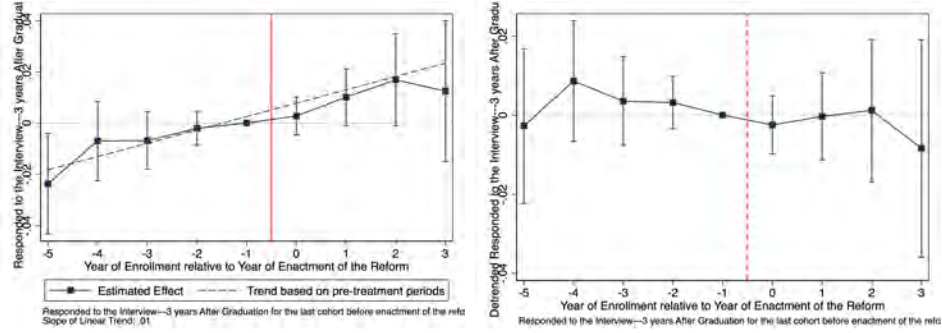 Responded to the Interview---3 years After Graduat
.04
.02
0
-.02
-.04
-5 -4 -3 -2 -1 0 1 2 3
Year of Enrollment relative to Year of Enactment of the Reform
Estimated Effect Trend based on pre-treatment periods
Responded to the Interview---3 years After Graduation for the last cohort before enactment of the refo
Slope of Linear Trend: .01
Detrended Responded to the Interview---3 years After Gradu
.02
0
-.02
-.04
-5 -4 -3 -2 -1 0 1 2 3
Year of Enrollment relative to Year of Enactment of the Reform
Responded to the Interview---3 years After Graduation for the last cohort before enactment of the refo